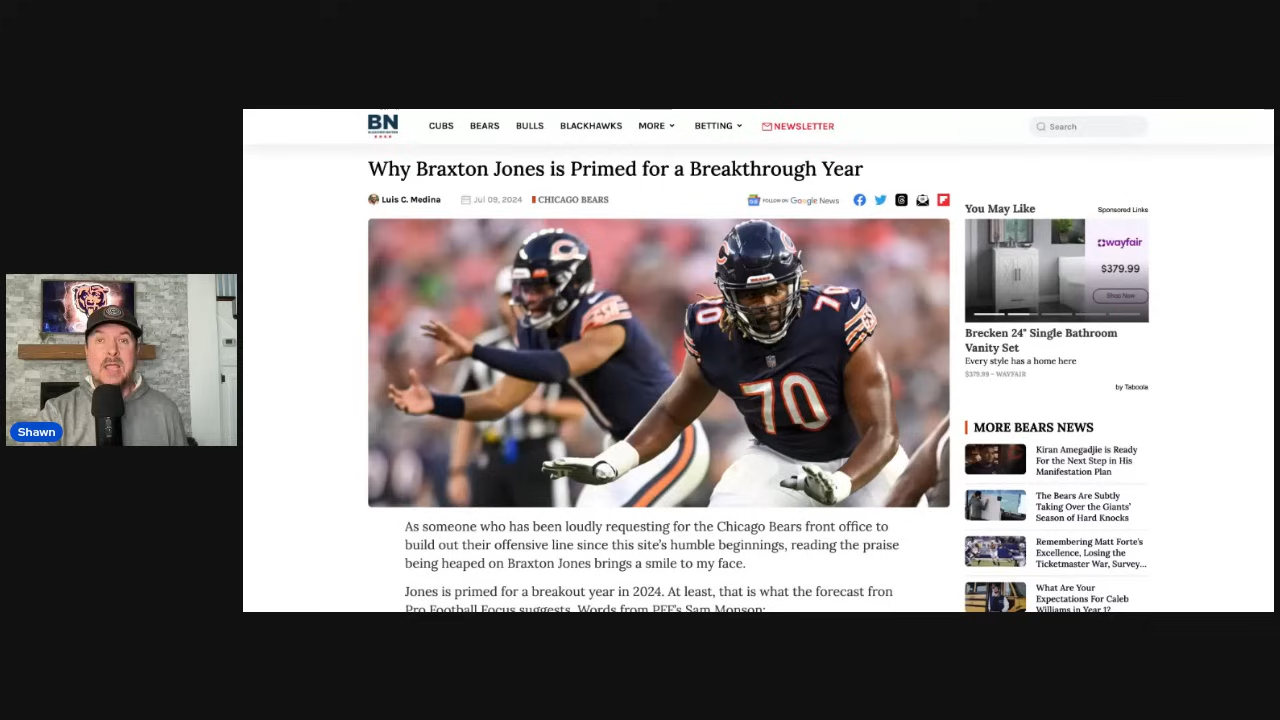 BN
CUBS BEARS BULLS BLACKHAWKS MORE BETTING NEWSLETTER
Search
Why Braxton Jones is Primed for a Breakthrough Year
Luis C. Medina Jul 09, 2024 CHICAGO BEARS
FOLLOW ON Google News
70
70
BEARS
As someone who has been loudly requesting for the Chicago Bears front office to
build out their offensive line since this site's humble beginnings, reading the praise
being heaped on Braxton Jones brings a smile to my face.
Jones is primed for a breakout year in 2024. At least, that is what the forecast fron
Pro Football Focus suggests. Words from PFF's Sam Monson:
You May Like
Sponsored Links
wayfair
$379.99
Shop Now
Brecken 24" Single Bathroom
Vanity Set
Every style has a home here
$379.99 - WAYFAIR
by Taboola
MORE BEARS NEWS
Kiran Amegadjie is Ready
For the Next Step in His
Manifestation Plan
The Bears Are Subtly
Taking Over the Giants'
Season of Hard Knocks
Remembering Matt Forte's
Excellence, Losing the
Ticketmaster War, Survey...
What Are Your
Expectations For Caleb
Williams in Year 1?
Shawn